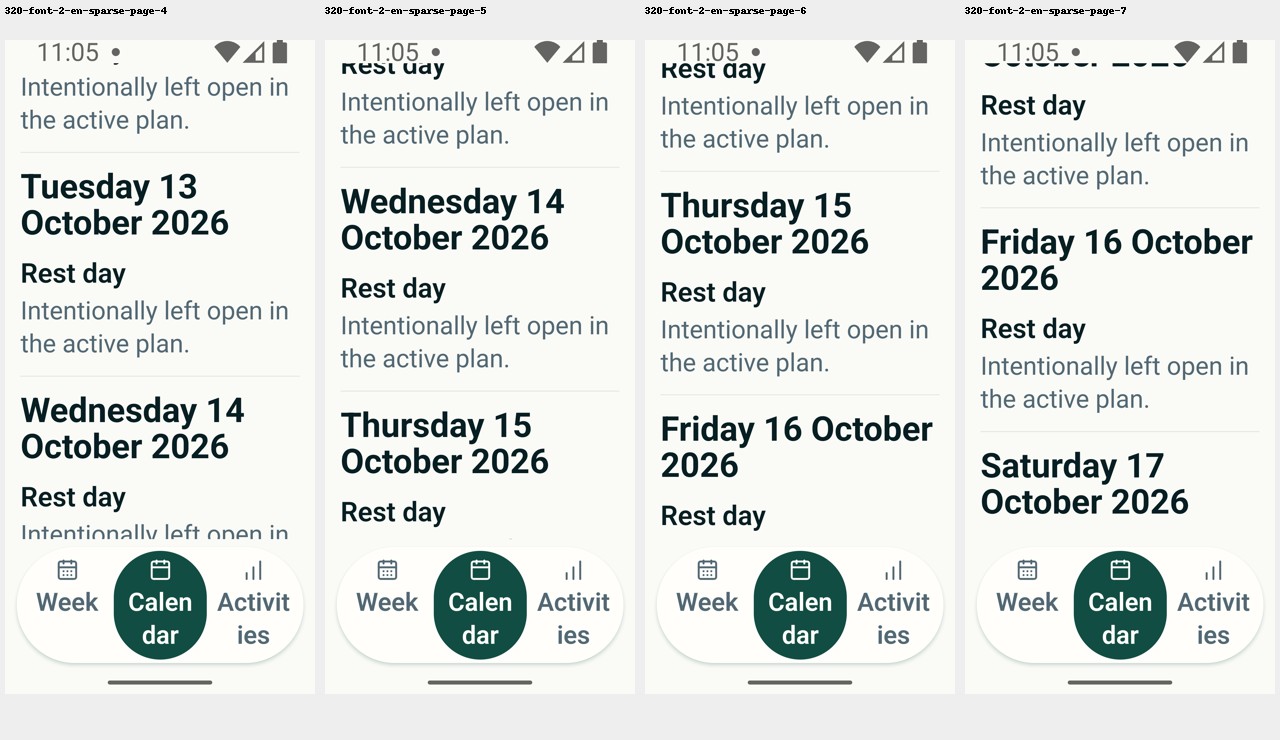 320-font-2-en-sparse-page-4
11:05
Intentionally left open in
the active plan.
Tuesday 13
October 2026
Rest day
Intentionally left open in
the active plan.
Wednesday 14
October 2026
Rest day
Intentionally left open in
Week
Calen
dar
Activit
ies
320-font-2-en-sparse-page-5
11:05
Rest day
Intentionally left open in
the active plan.
Wednesday 14
October 2026
Rest day
Intentionally left open in
the active plan.
Thursday 15
October 2026
Rest day
Week
Calen
dar
Activit
ies
320-font-2-en-sparse-page-6
11:05
Rest day
Intentionally left open in
the active plan.
Thursday 15
October 2026
Rest day
Intentionally left open in
the active plan.
Friday 16 October
2026
Rest day
Week
Calen
dar
Activit
ies
320-font-2-en-sparse-page-7
11:05
October 2026
Rest day
Intentionally left open in
the active plan.
Friday 16 October
2026
Rest day
Intentionally left open in
the active plan.
Saturday 17
October 2026
Week
Calen
dar
Activit
ies